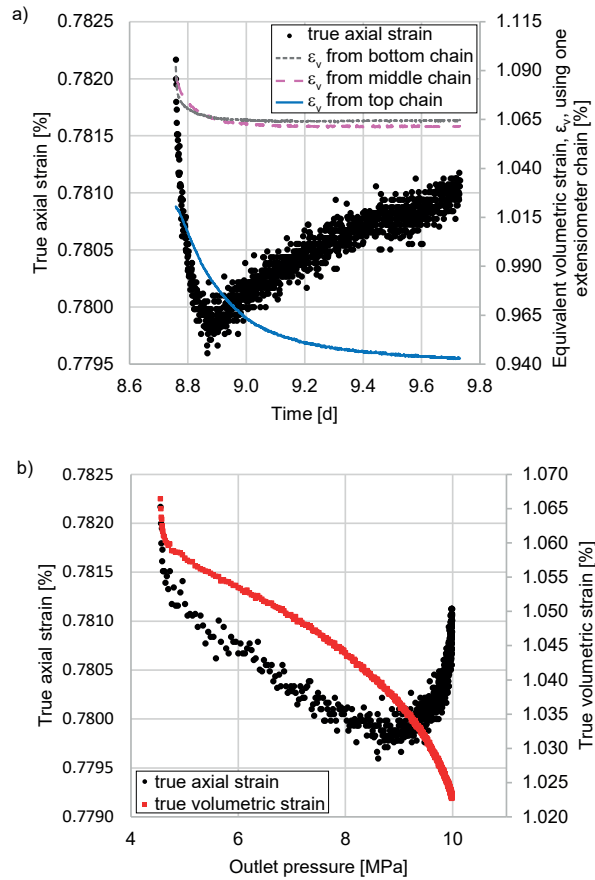 a)
0.7825
0.7820
0.7815
0.7810
0.7805
0.7800
0.7795
True axial strain [%]
true axial strain
εv from bottom chain
εv from middle chain
εv from top chain
1.115
1.090
1.065
1.040
1.015
0.990
0.965
0.940
Equivalent volumetric strain, εv, using one
extensiometer chain [%]
8.6 8.8 9.0 9.2 9.4 9.6 9.8
Time [d]
b)
0.7825
0.7820
0.7815
0.7810
0.7805
0.7800
0.7795
0.7790
True axial strain [%]
true axial strain
true volumetric strain
1.070
1.060
1.055
1.050
1.045
1.040
1.035
1.030
1.025
1.020
True volumetric strain [%]
4 6 8 10
Outlet pressure [MPa]